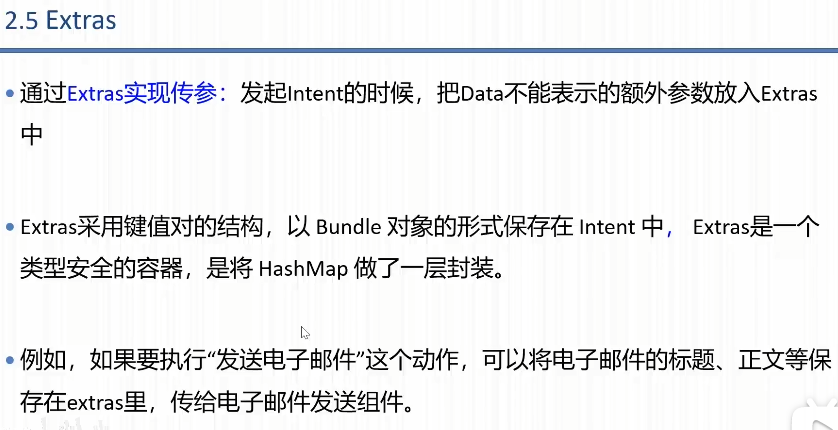 2.5 Extras
•通过Extras实现传参：发起Intent的时候，把Data不能表示的额外参数放入Extras
中
•Extras采用键值对的结构，以 Bundle 对象的形式保存在 Intent 中， Extras是一个
类型安全的容器，是将 HashMap 做了一层封装。
•例如，如果要执行“发送电子邮件”这个动作，可以将电子邮件的标题、正文等保
存在extras里，传给电子邮件发送组件。